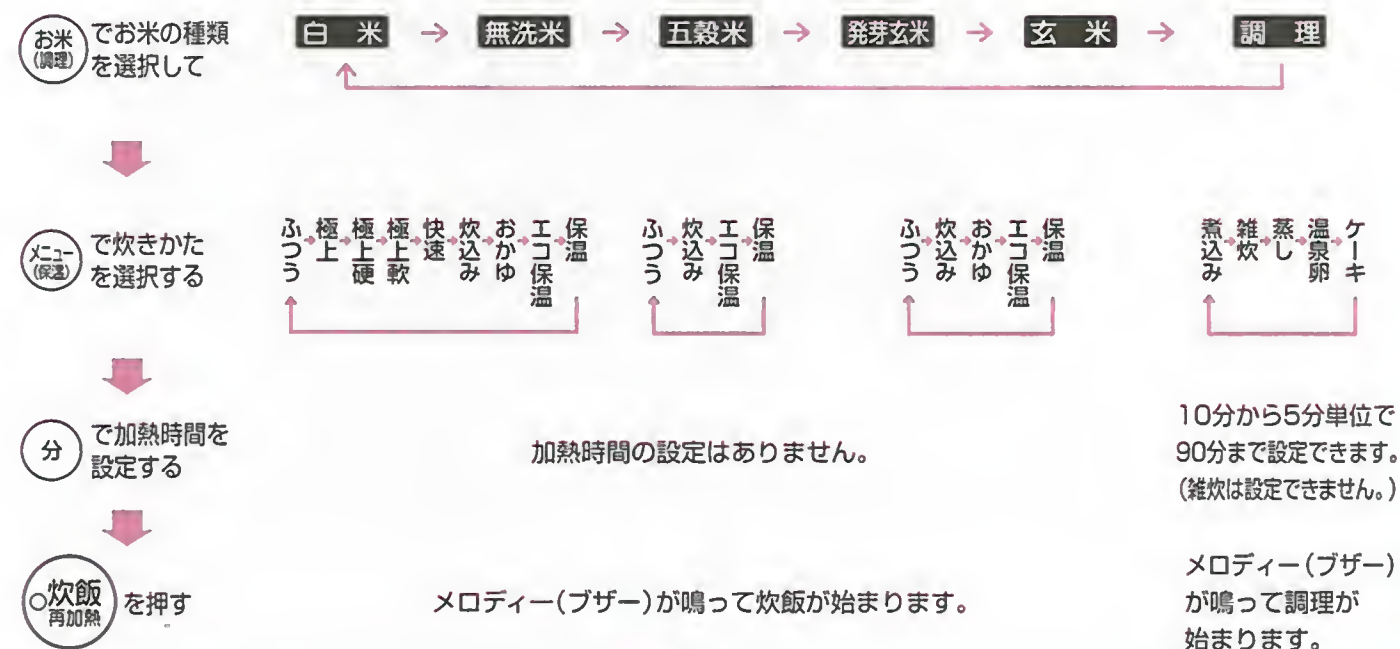 お米(調理)でお米の種類を選択して
白 米 → 無洗米 → 五穀米 → 発芽玄米 → 玄 米 → 調 理
メニュー(保温)で炊きかたを選択する
ふつう→極上→極上硬→極上軟→快速→炊込み→おかゆ→エコ保温→保温
ふつう→炊込み→エコ保温→保温
ふつう→炊込み→おかゆ→エコ保温→保温
煮込み→雑炊→蒸し→温泉卵→ケーキ
分で加熱時間を設定する
加熱時間の設定はありません。
10分から5分単位で
90分まで設定できます。
(雑炊は設定できません。)
炊飯 再加熱 を押す
メロディー(ブザー)が鳴って炊飯が始まります。
メロディー(ブザー)
が鳴って調理が
始まります。